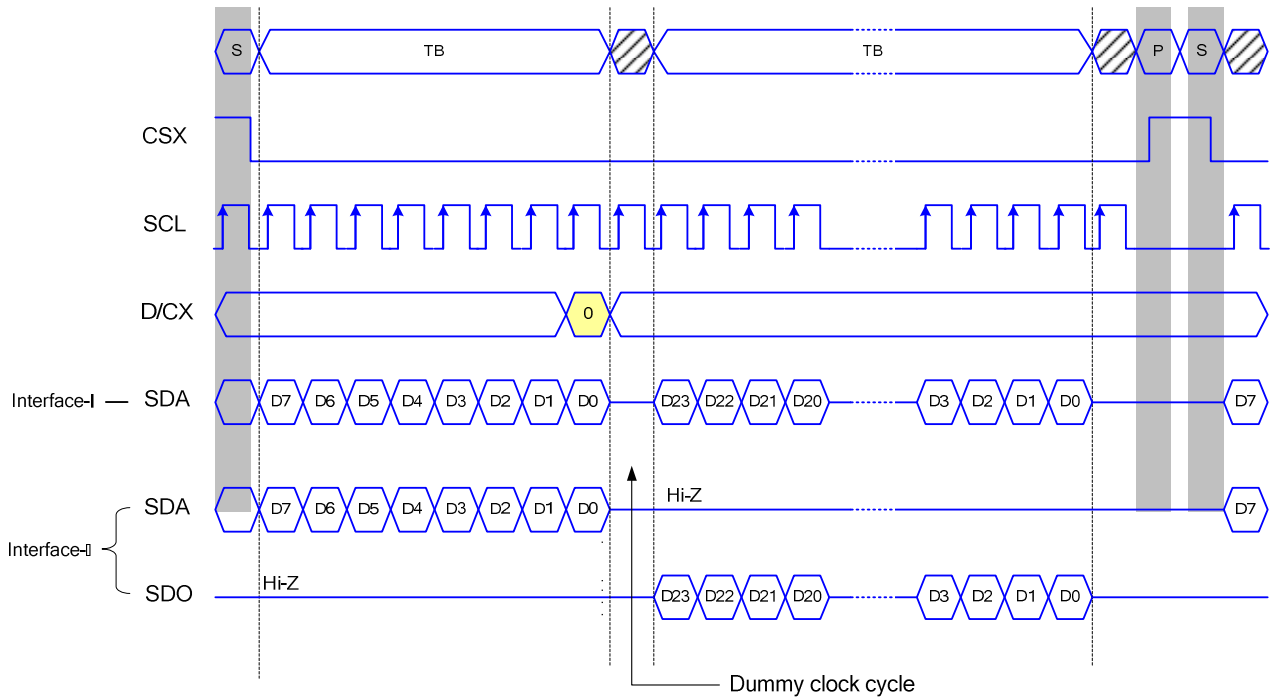 S TB TB P S
CSX
SCL
D/CX 0
Interface-I SDA D7 D6 D5 D4 D3 D2 D1 D0 D23 D22 D21 D20 D3 D2 D1 D0 D7
SDA D7 D6 D5 D4 D3 D2 D1 D0 Hi-Z D7
Interface-▯
SDO Hi-Z D23 D22 D21 D20 D3 D2 D1 D0
Dummy clock cycle